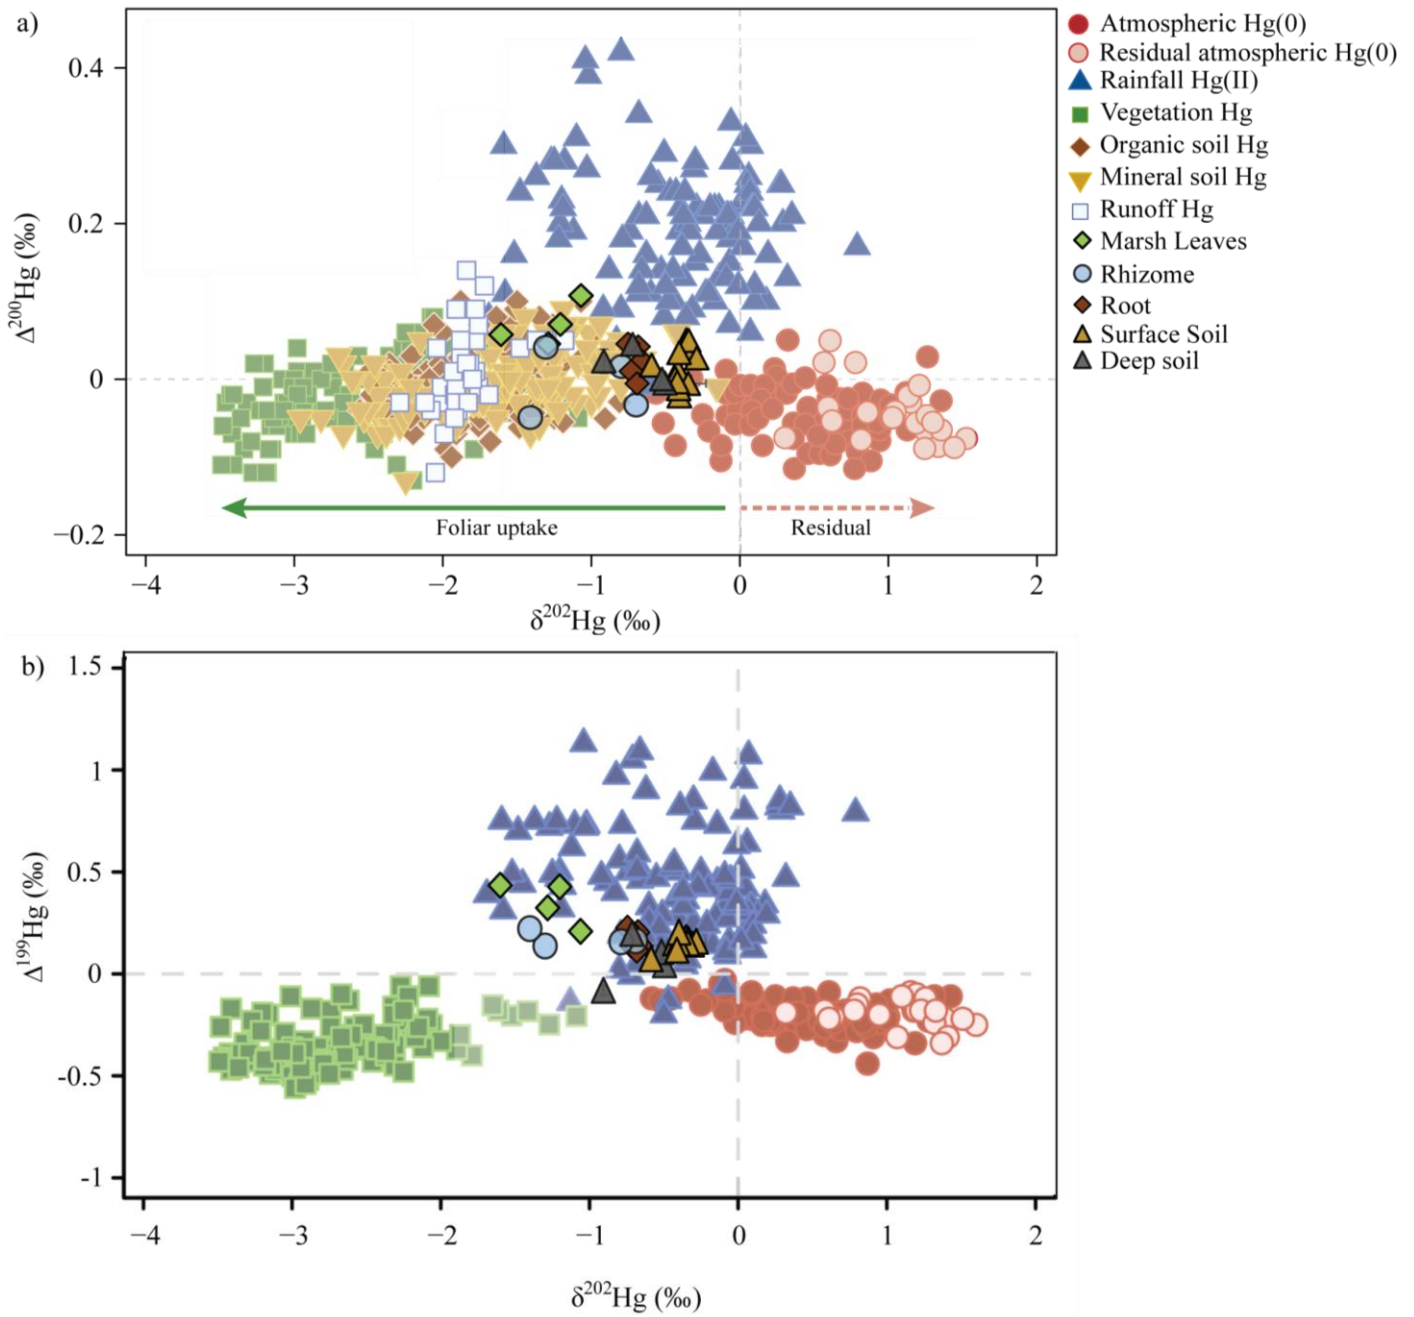 a)
Δ²⁰⁰Hg (‰)
0.4
0.2
0
−0.2
Foliar uptake
Residual
−4
−3
−2
−1
0
1
2
δ²⁰²Hg (‰)
Atmospheric Hg(0)
Residual atmospheric Hg(0)
Rainfall Hg(II)
Vegetation Hg
Organic soil Hg
Mineral soil Hg
Runoff Hg
Marsh Leaves
Rhizome
Root
Surface Soil
Deep soil
b)
Δ¹⁹⁹Hg (‰)
1.5
1
0.5
0
-0.5
-1
−4
−3
−2
−1
0
1
2
δ²⁰²Hg (‰)